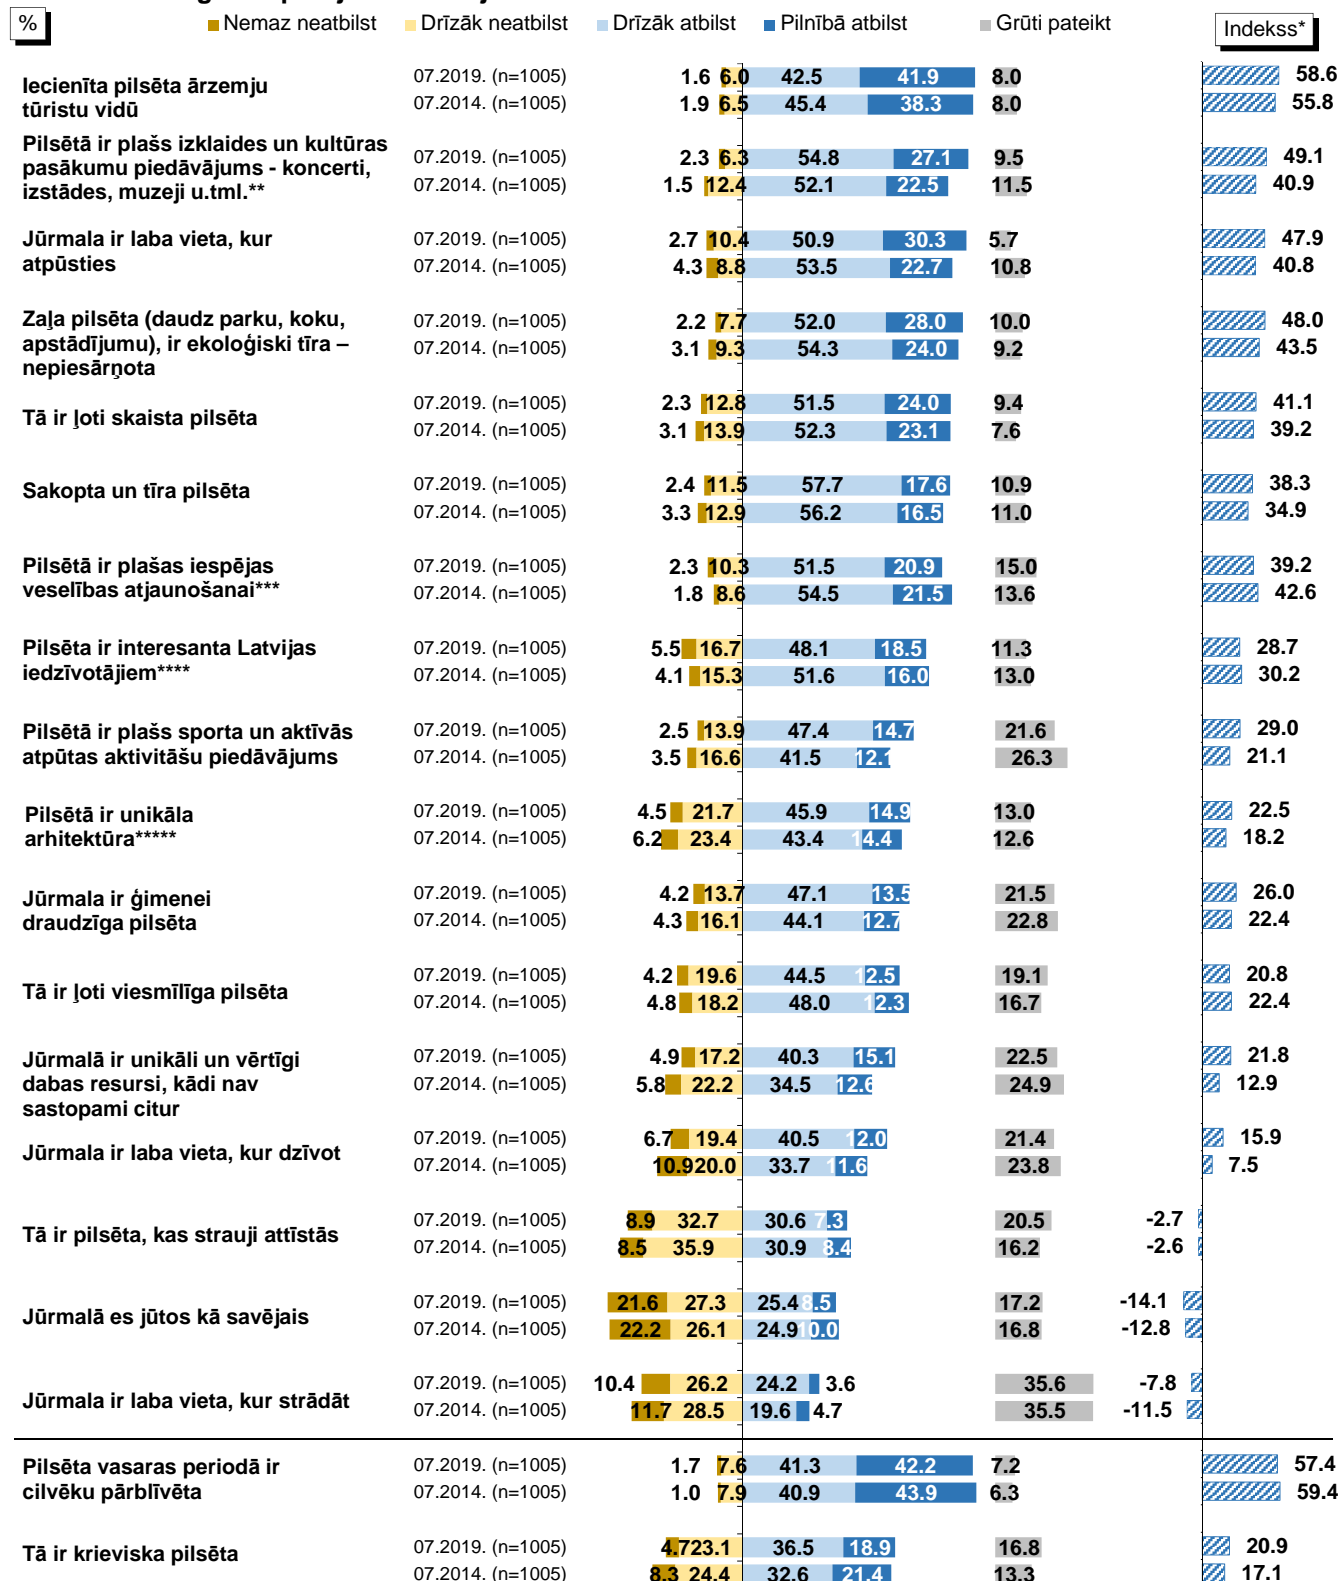 %
Nemaz neatbilst Drīzāk neatbilst Drīzāk atbilst Pilnībā atbilst Grūti pateikt Indekss*
Iecienīta pilsēta ārzemju
tūristu vidū
07.2019. (n=1005) 1.6 6.0 42.5 41.9 8.0 58.6
07.2014. (n=1005) 1.9 6.5 45.4 38.3 8.0 55.8
Pilsētā ir plašs izklaides un kultūras
pasākumu piedāvājums - koncerti,
izstādes, muzeji u.tml.**
07.2019. (n=1005) 2.3 6.3 54.8 27.1 9.5 49.1
07.2014. (n=1005) 1.5 12.4 52.1 22.5 11.5 40.9
Jūrmala ir laba vieta, kur
atpūsties
07.2019. (n=1005) 2.7 10.4 50.9 30.3 5.7 47.9
07.2014. (n=1005) 4.3 8.8 53.5 22.7 10.8 40.8
Zaļa pilsēta (daudz parku, koku,
apstādījumu), ir ekoloģiski tīra –
nepiesārņota
07.2019. (n=1005) 2.2 7.7 52.0 28.0 10.0 48.0
07.2014. (n=1005) 3.1 9.3 54.3 24.0 9.2 43.5
Tā ir ļoti skaista pilsēta
07.2019. (n=1005) 2.3 12.8 51.5 24.0 9.4 41.1
07.2014. (n=1005) 3.1 13.9 52.3 23.1 7.6 39.2
Sakopta un tīra pilsēta
07.2019. (n=1005) 2.4 11.5 57.7 17.6 10.9 38.3
07.2014. (n=1005) 3.3 12.9 56.2 16.5 11.0 34.9
Pilsētā ir plašas iespējas
veselības atjaunošanai***
07.2019. (n=1005) 2.3 10.3 51.5 20.9 15.0 39.2
07.2014. (n=1005) 1.8 8.6 54.5 21.5 13.6 42.6
Pilsēta ir interesanta Latvijas
iedzīvotājiem****
07.2019. (n=1005) 5.5 16.7 48.1 18.5 11.3 28.7
07.2014. (n=1005) 4.1 15.3 51.6 16.0 13.0 30.2
Pilsētā ir plašs sporta un aktīvās
atpūtas aktivitāšu piedāvājums
07.2019. (n=1005) 2.5 13.9 47.4 14.7 21.6 29.0
07.2014. (n=1005) 3.5 16.6 41.5 12.1 26.3 21.1
Pilsētā ir unikāla
arhitektūra*****
07.2019. (n=1005) 4.5 21.7 45.9 14.9 13.0 22.5
07.2014. (n=1005) 6.2 23.4 43.4 14.4 12.6 18.2
Jūrmala ir ģimenei
draudzīga pilsēta
07.2019. (n=1005) 4.2 13.7 47.1 13.5 21.5 26.0
07.2014. (n=1005) 4.3 16.1 44.1 12.7 22.8 22.4
Tā ir ļoti viesmīlīga pilsēta
07.2019. (n=1005) 4.2 19.6 44.5 12.5 19.1 20.8
07.2014. (n=1005) 4.8 18.2 48.0 12.3 16.7 22.4
Jūrmalā ir unikāli un vērtīgi
dabas resursi, kādi nav
sastopami citur
07.2019. (n=1005) 4.9 17.2 40.3 15.1 22.5 21.8
07.2014. (n=1005) 5.8 22.2 34.5 12.6 24.9 12.9
Jūrmala ir laba vieta, kur dzīvot
07.2019. (n=1005) 6.7 19.4 40.5 12.0 21.4 15.9
07.2014. (n=1005) 10.9 20.0 33.7 11.6 23.8 7.5
Tā ir pilsēta, kas strauji attīstās
07.2019. (n=1005) 8.9 32.7 30.6 7.3 20.5 -2.7
07.2014. (n=1005) 8.5 35.9 30.9 8.4 16.2 -2.6
Jūrmalā es jūtos kā savējais
07.2019. (n=1005) 21.6 27.3 25.4 8.5 17.2 -14.1
07.2014. (n=1005) 22.2 26.1 24.9 10.0 16.8 -12.8
Jūrmala ir laba vieta, kur strādāt
07.2019. (n=1005) 10.4 26.2 24.2 3.6 35.6 -7.8
07.2014. (n=1005) 11.7 28.5 19.6 4.7 35.5 -11.5
Pilsēta vasaras periodā ir
cilvēku pārblīvēta
07.2019. (n=1005) 1.7 7.6 41.3 42.2 7.2 57.4
07.2014. (n=1005) 1.0 7.9 40.9 43.9 6.3 59.4
Tā ir krieviska pilsēta
07.2019. (n=1005) 4.7 23.1 36.5 18.9 16.8 20.9
07.2014. (n=1005) 8.3 24.4 32.6 21.4 13.3 17.1